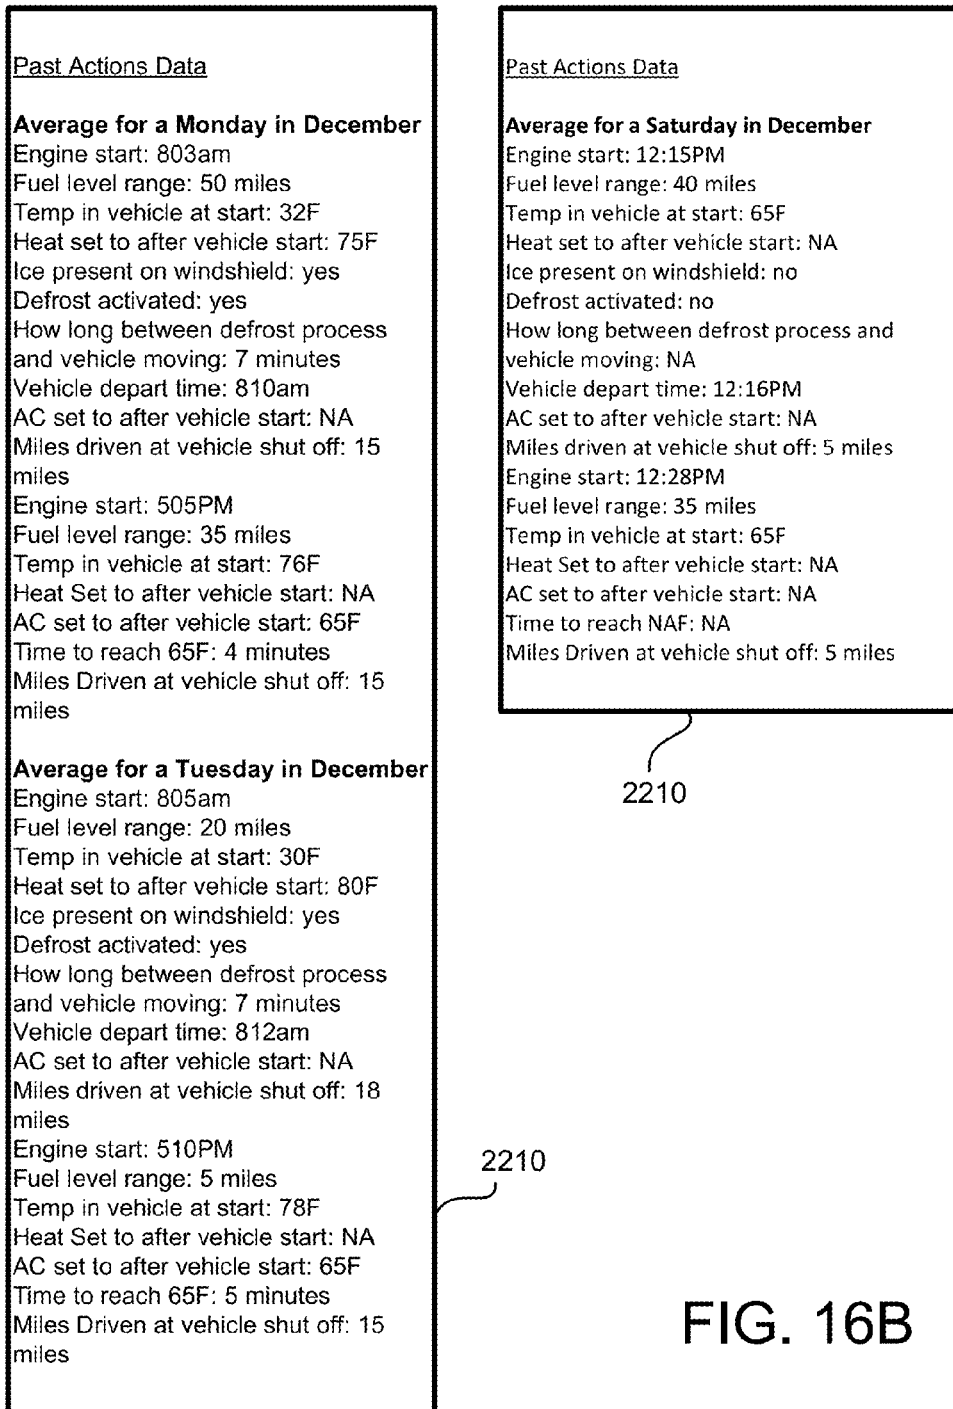 Past Actions Data
Average for a Monday in December
Engine start: 803am
Fuel level range: 50 miles
Temp in vehicle at start: 32F
Heat set to after vehicle start: 75F
Ice present on windshield: yes
Defrost activated: yes
How long between defrost process
and vehicle moving: 7 minutes
Vehicle depart time: 810am
AC set to after vehicle start: NA
Miles driven at vehicle shut off: 15
miles
Engine start: 505PM
Fuel level range: 35 miles
Temp in vehicle at start: 76F
Heat Set to after vehicle start: NA
AC set to after vehicle start: 65F
Time to reach 65F: 4 minutes
Miles Driven at vehicle shut off: 15
miles
Average for a Tuesday in December
Engine start: 805am
Fuel level range: 20 miles
Temp in vehicle at start: 30F
Heat set to after vehicle start: 80F
Ice present on windshield: yes
Defrost activated: yes
How long between defrost process
and vehicle moving: 7 minutes
Vehicle depart time: 812am
AC set to after vehicle start: NA
Miles driven at vehicle shut off: 18
miles
Engine start: 510PM
Fuel level range: 5 miles
Temp in vehicle at start: 78F
Heat Set to after vehicle start: NA
AC set to after vehicle start: 65F
Time to reach 65F: 5 minutes
Miles Driven at vehicle shut off: 15
miles
2210
Past Actions Data
Average for a Saturday in December
Engine start: 12:15PM
Fuel level range: 40 miles
Temp in vehicle at start: 65F
Heat set to after vehicle start: NA
Ice present on windshield: no
Defrost activated: no
How long between defrost process and
vehicle moving: NA
Vehicle depart time: 12:16PM
AC set to after vehicle start: NA
Miles driven at vehicle shut off: 5 miles
Engine start: 12:28PM
Fuel level range: 35 miles
Temp in vehicle at start: 65F
Heat Set to after vehicle start: NA
AC set to after vehicle start: NA
Time to reach NAF: NA
Miles Driven at vehicle shut off: 5 miles
2210
FIG. 16B